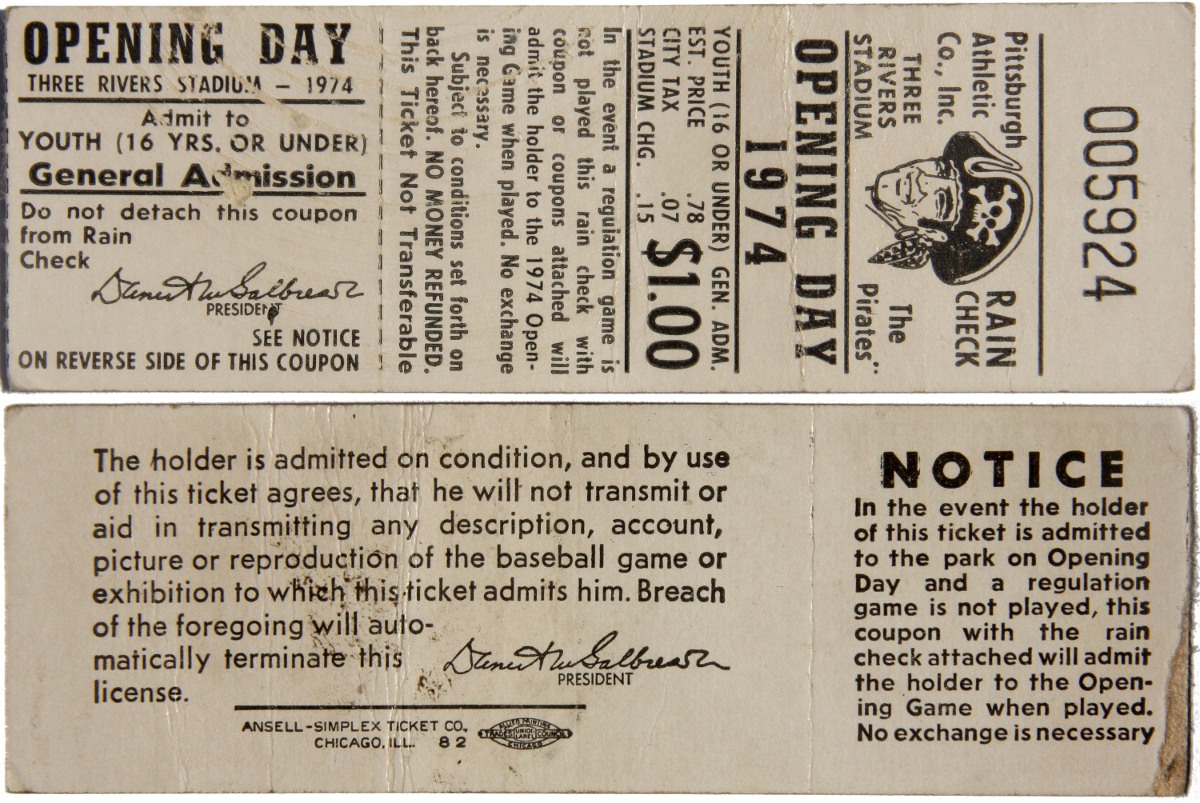 OPENING DAY
THREE RIVERS STADIUM - 1974
Admit to
YOUTH (16 YRS. OR UNDER)
General Admission
Do not detach this coupon
from Rain
Check
PRESIDENT
SEE NOTICE
ON REVERSE SIDE OF THIS COUPON
005924
Pittsburgh
Athletic
Co., Inc.
THREE
RIVERS
STADIUM
RAIN
CHECK
The
Pirates"
OPENING DAY
1974
YOUTH (16 OR UNDER) GEN. ADM.
EST. PRICE .78
CITY TAX .07
STADIUM CHG. .15
$1.00
In the event a regulation game is
not played this rain check with
coupon or coupons attached will
admit the holder to the 1974 Open-
ing Game when played. No exchange
is necessary.
Subject to conditions set forth on
back hereof. NO MONEY REFUNDED.
This Ticket Not Transferable
The holder is admitted on condition, and by use
of this ticket agrees, that he will not transmit or
aid in transmitting any description, account,
picture or reproduction of the baseball game or
exhibition to which this ticket admits him. Breach
of the foregoing will auto-
matically terminate this
license.
PRESIDENT
ANSELL-SIMPLEX TICKET CO.
CHICAGO, ILL. 82
ALLIED PRINTING
TRADES UNION LABEL COUNCIL
CHICAGO
NOTICE
In the event the holder
of this ticket is admitted
to the park on Opening
Day and a regulation
game is not played, this
coupon with the rain
check attached will admit
the holder to the Open-
ing Game when played.
No exchange is necessary